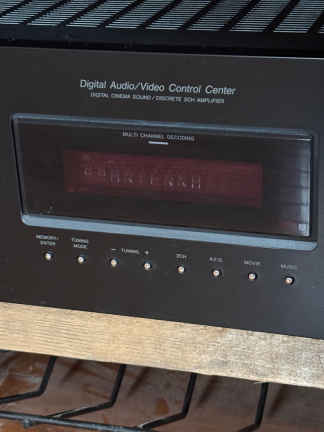 Digital Audio/Video Control Center
DIGITAL CINEMA SOUND / DISCRETE 5CH AMPLIFIER
MULTI CHANNEL DECODING
MEMORY/ TUNING − TUNING + 2CH A.F.D. MOVIE MUSIC
ENTER MODE